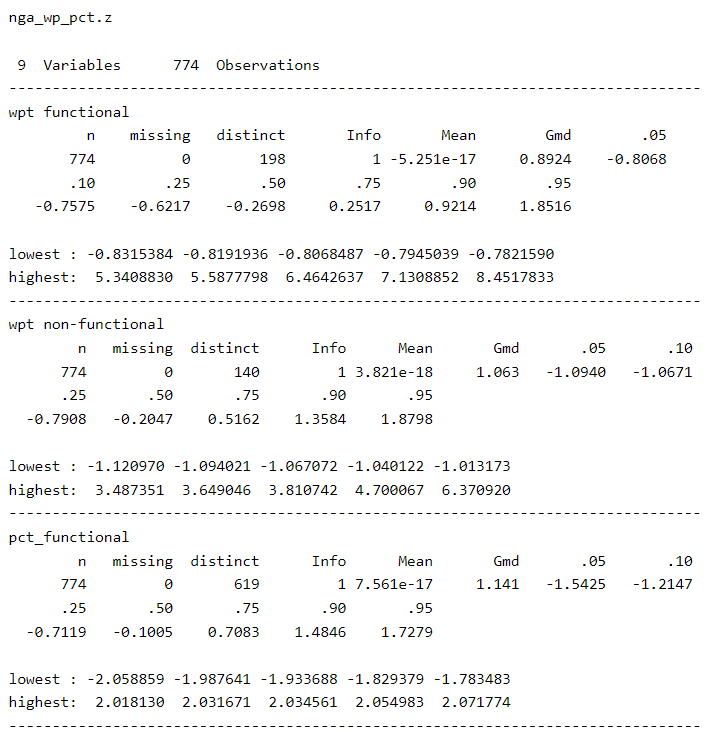 nga_wp_pct.z
9 Variables 774 Observations
--------------------------------------------------------------------------------
wpt functional
n missing distinct Info Mean Gmd .05
774 0 198 1 -5.251e-17 0.8924 -0.8068
.10 .25 .50 .75 .90 .95
-0.7575 -0.6217 -0.2698 0.2517 0.9214 1.8516
lowest : -0.8315384 -0.8191936 -0.8068487 -0.7945039 -0.7821590
highest: 5.3408830 5.5877798 6.4642637 7.1308852 8.4517833
--------------------------------------------------------------------------------
wpt non-functional
n missing distinct Info Mean Gmd .05 .10
774 0 140 1 3.821e-18 1.063 -1.0940 -1.0671
.25 .50 .75 .90 .95
-0.7908 -0.2047 0.5162 1.3584 1.8798
lowest : -1.120970 -1.094021 -1.067072 -1.040122 -1.013173
highest: 3.487351 3.649046 3.810742 4.700067 6.370920
--------------------------------------------------------------------------------
pct_functional
n missing distinct Info Mean Gmd .05 .10
774 0 619 1 7.561e-17 1.141 -1.5425 -1.2147
.25 .50 .75 .90 .95
-0.7119 -0.1005 0.7083 1.4846 1.7279
lowest : -2.058859 -1.987641 -1.933688 -1.829379 -1.783483
highest: 2.018130 2.031671 2.034561 2.054983 2.071774
--------------------------------------------------------------------------------